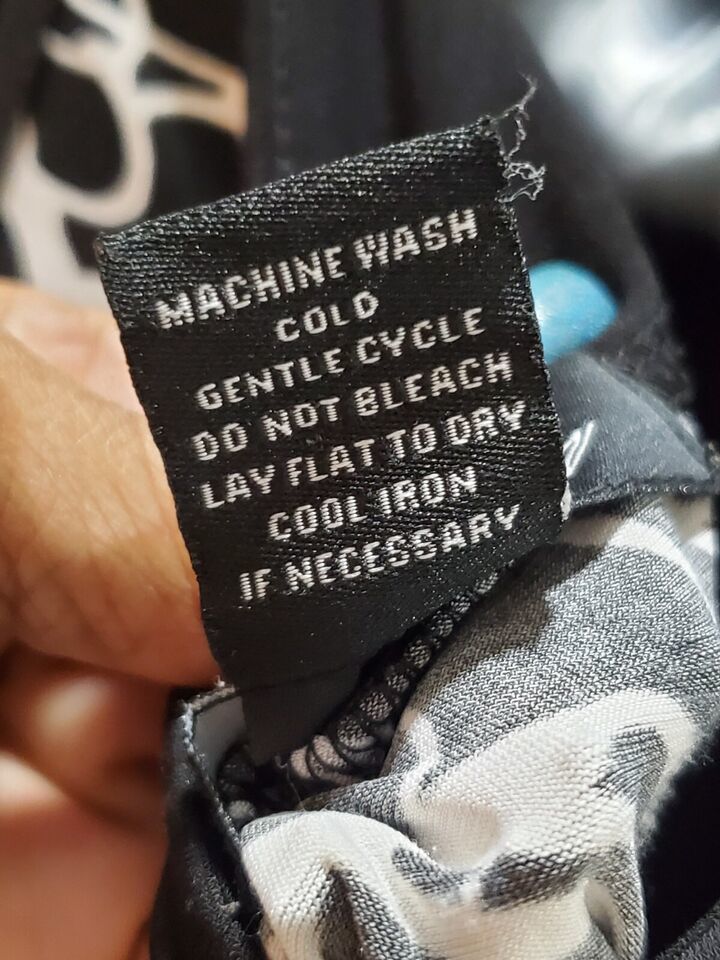 MACHINE WASH
COLD
GENTLE CYCLE
DO NOT BLEACH
LAY FLAT TO DRY
COOL IRON
IF NECESSARY